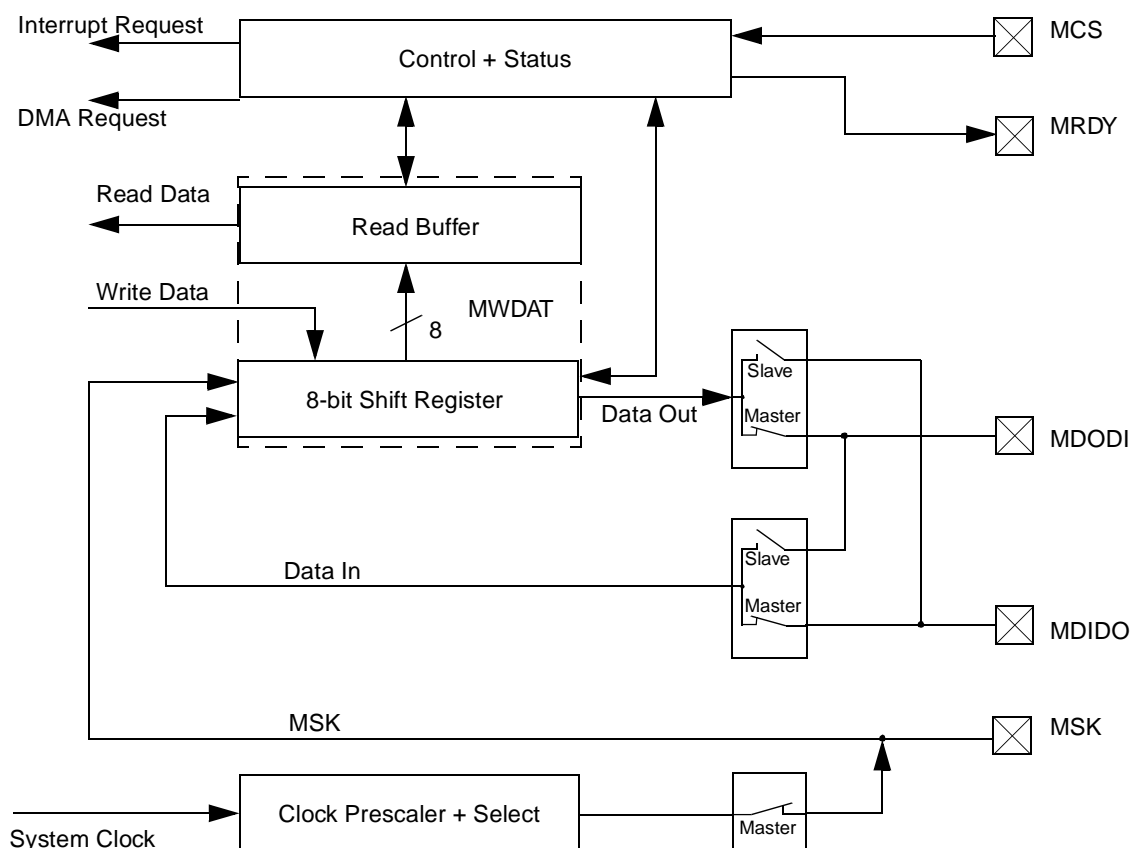 Interrupt Request
MCS
Control + Status
DMA Request
MRDY
Read Data
Read Buffer
Write Data
MWDAT
8
Slave
8-bit Shift Register
Data Out
Master
MDODI
Slave
Data In
Master
MDIDO
MSK
MSK
Clock Prescaler + Select
Master
System Clock